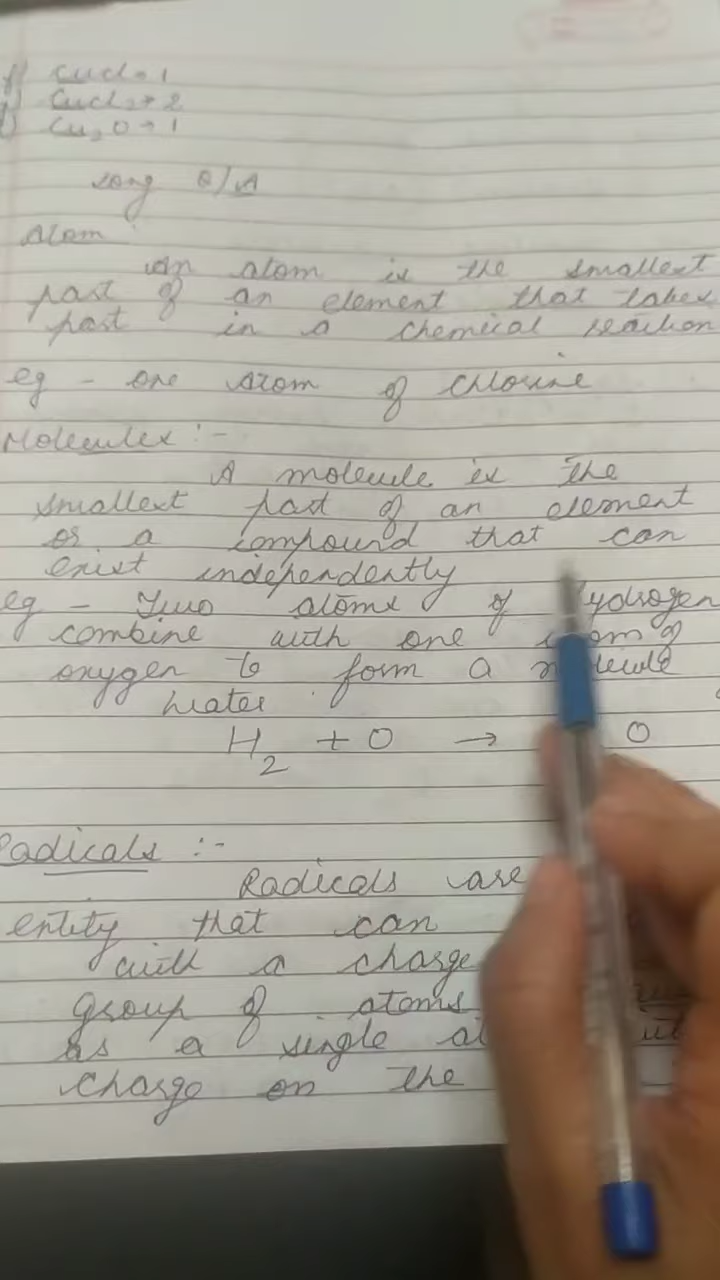 CuCl → 1
CuCl2 → 2
Cu2O → 1
Long Q/A
Atom :
An atom is the smallest
part of an element that takes
part in a chemical reaction
eg - one atom of chlorine
Molecules :-
A molecule is the
smallest part of an element
or a compound that can
exist independently
eg - Two atoms of hydrogen
combine with one atom of
oxygen to form a molecule
water.
H2 + O → O
Radicals :-
Radicals are
entity that can
with a charge
group of atoms
as a single
charge on the